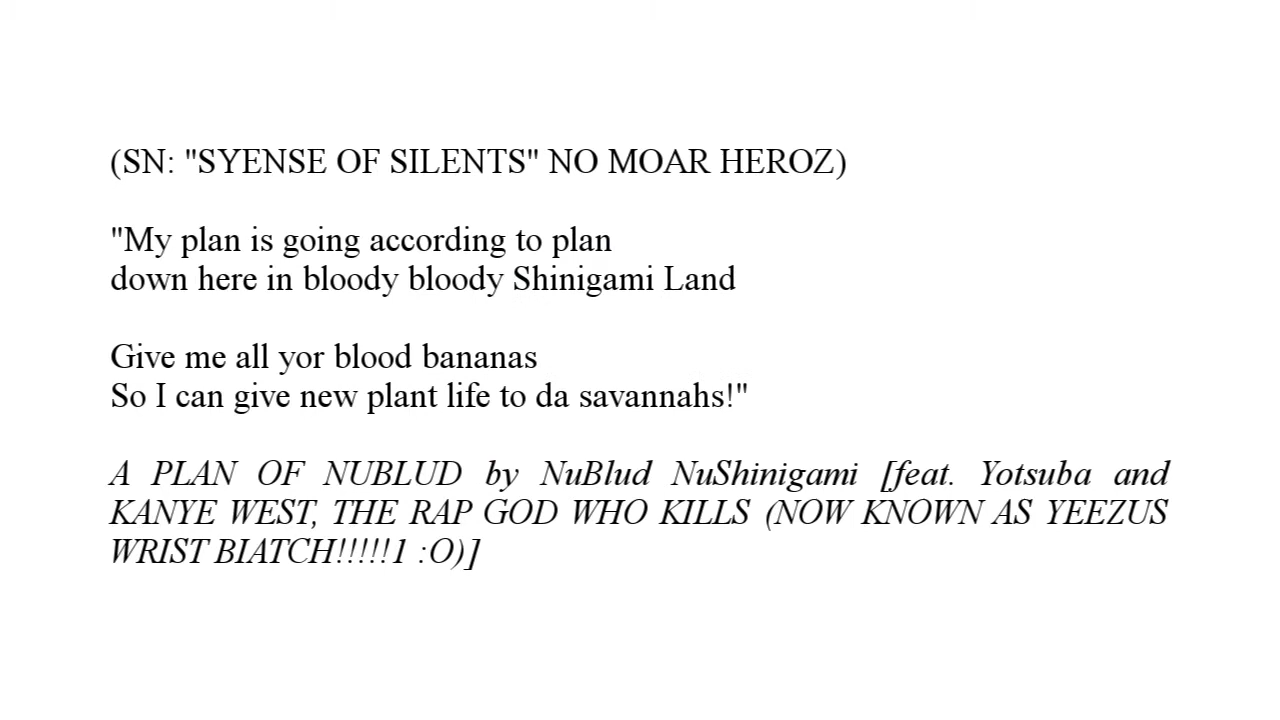 (SN: "SYENSE OF SILENTS" NO MOAR HEROZ)
"My plan is going according to plan
down here in bloody bloody Shinigami Land
Give me all yor blood bananas
So I can give new plant life to da savannahs!"
A PLAN OF NUBLUD by NuBlud NuShinigami [feat. Yotsuba and
KANYE WEST, THE RAP GOD WHO KILLS (NOW KNOWN AS YEEZUS
WRIST BIATCH!!!!!1 :O)]